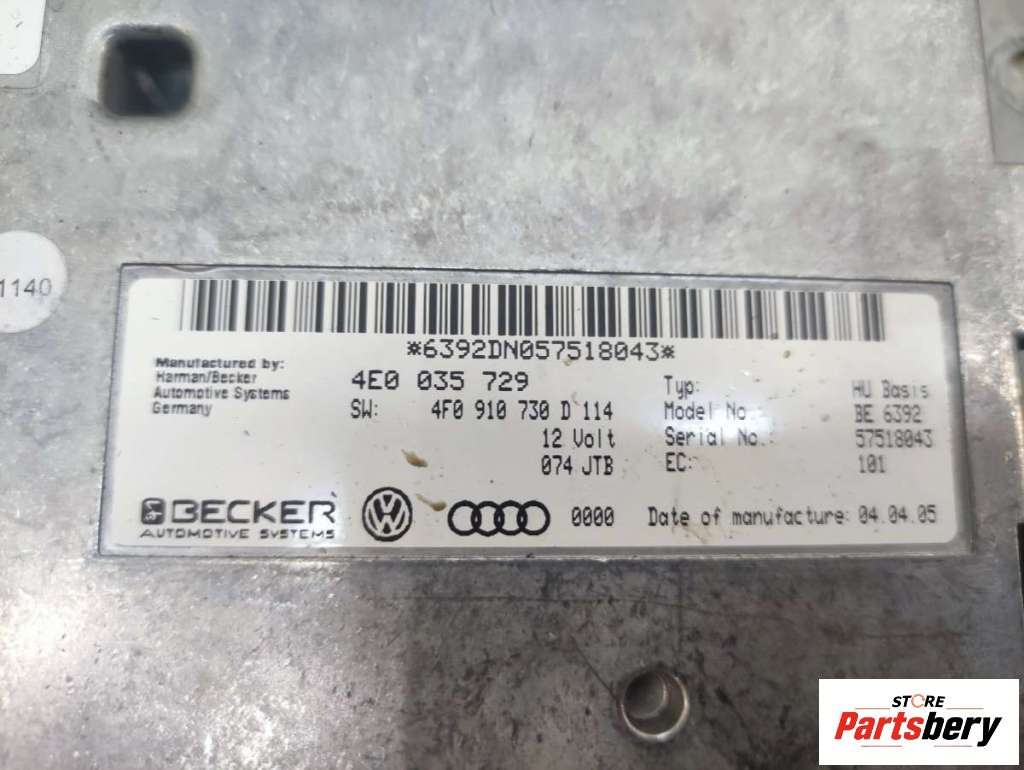 1140
*6392DN057518043*
Manufactured by:
Harman/Becker
Automotive Systems
Germany
4E0 035 729
SW: 4F0 910 730 D 114
12 Volt
074 JTB
Typ: HU Basis
Model No.: BE 6392
Serial No.: 57518043
EC: 101
BECKER
AUTOMOTIVE SYSTEMS
0000 Date of manufacture: 04.04.05
STORE
Partsbery